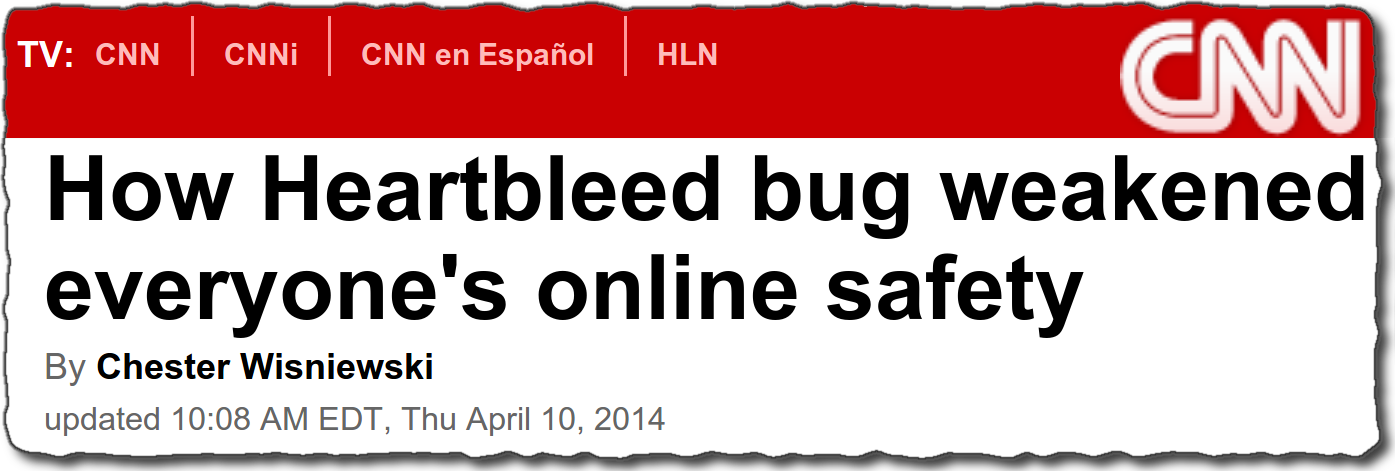 TV: CNN CNNi CNN en Español HLN
CNN
How Heartbleed bug weakened
everyone's online safety
By Chester Wisniewski
updated 10:08 AM EDT, Thu April 10, 2014